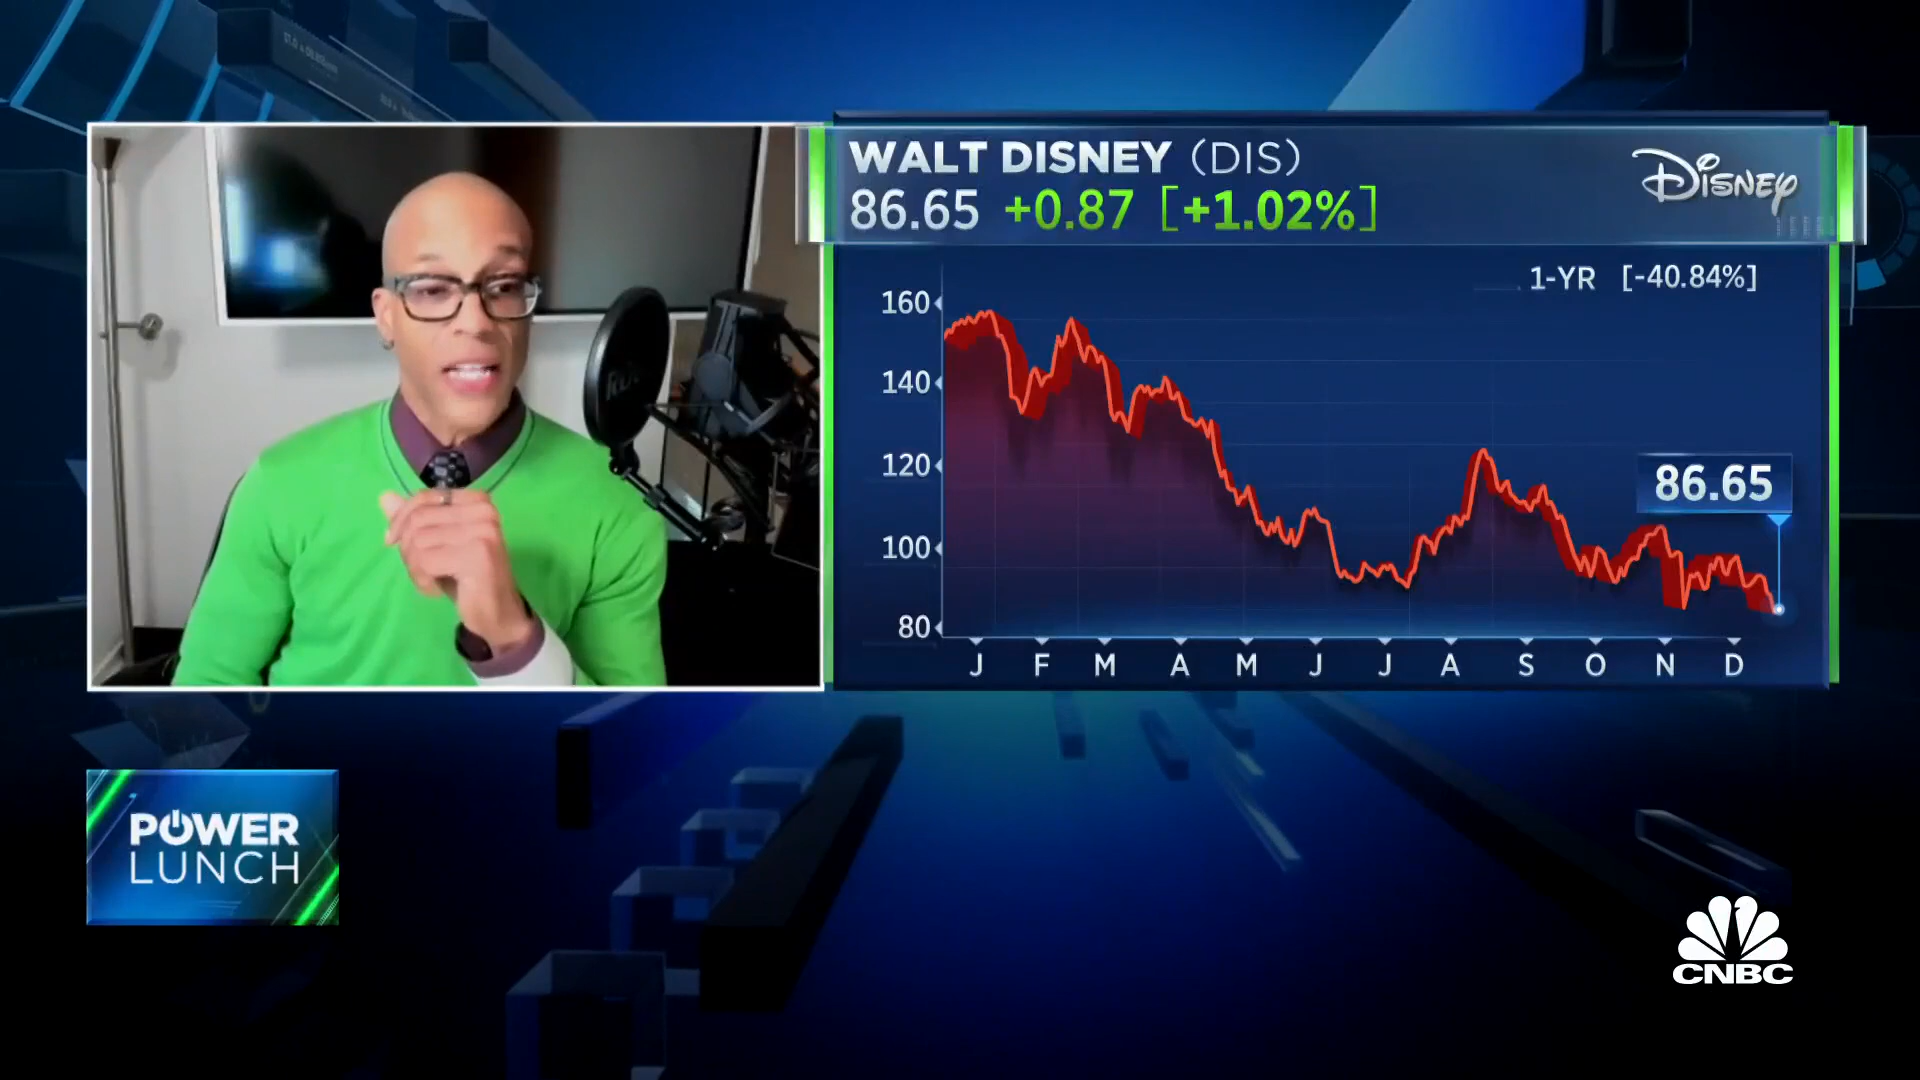 WALT DISNEY (DIS)
86.65 +0.87 [+1.02%]
Disney
1-YR [-40.84%]
160
140
120
100
80
86.65
J F M A M J J A S O N D
POWER
LUNCH
CNBC